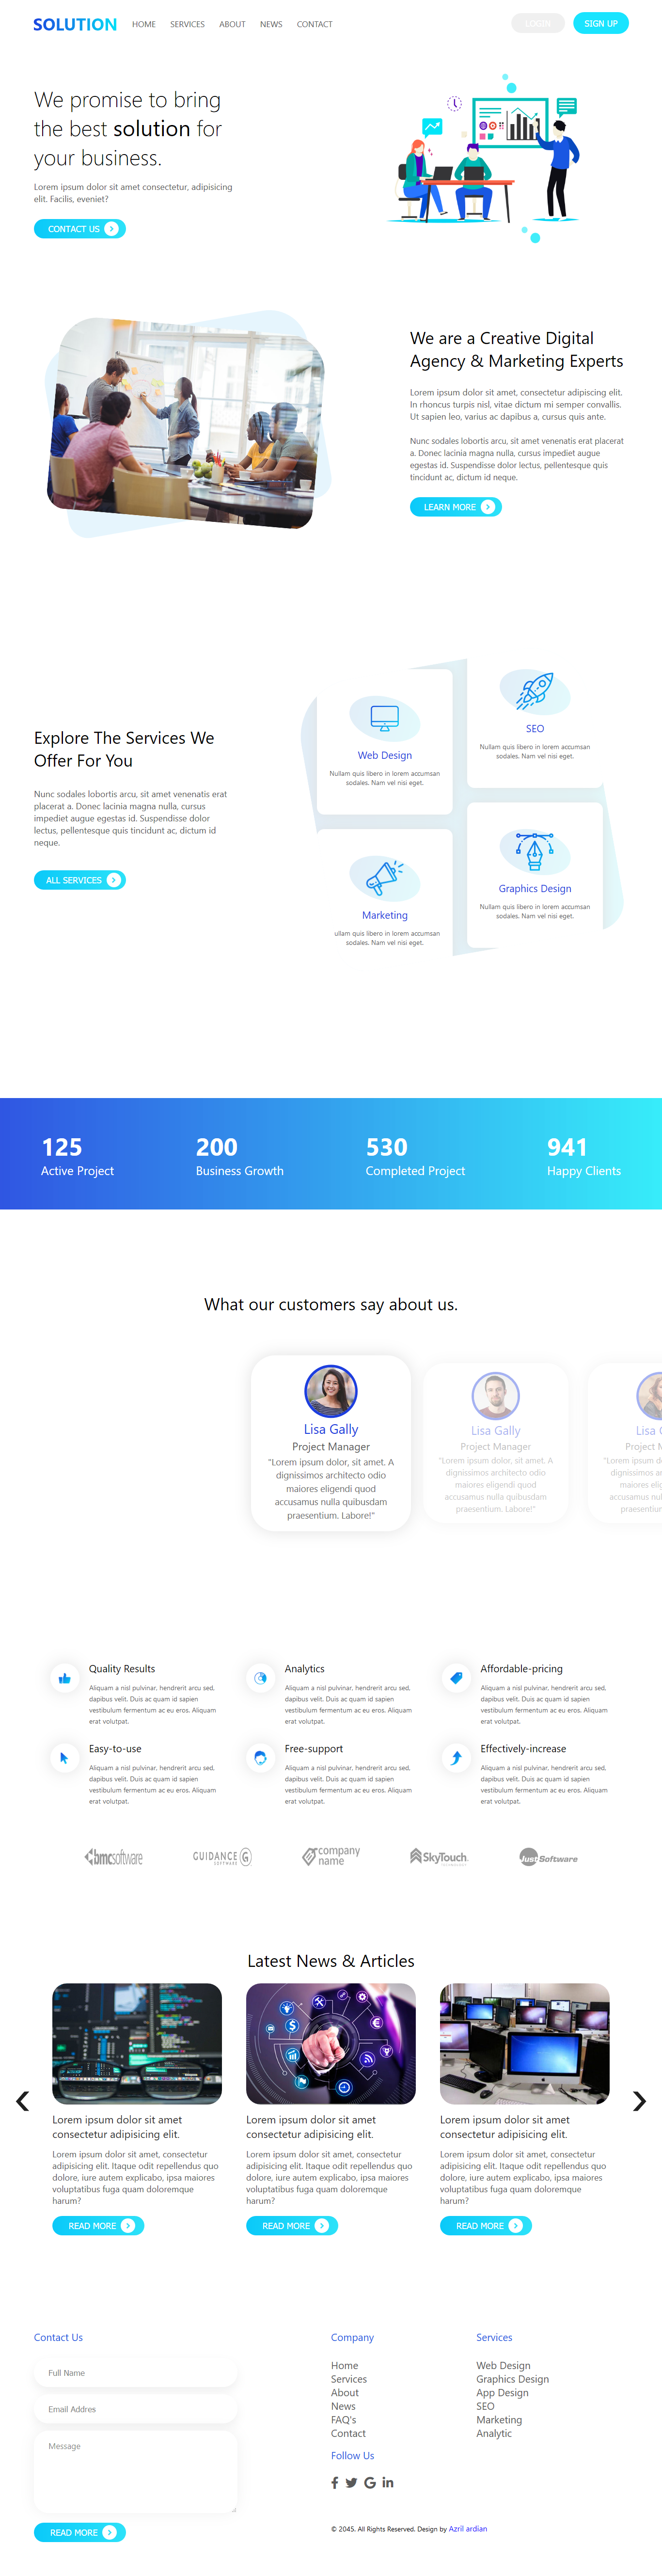 SOLUTION HOME SERVICES ABOUT NEWS CONTACT LOGIN SIGN UP
We promise to bring
the best solution for
your business.
Lorem ipsum dolor sit amet consectetur, adipisicing
elit. Facilis, eveniet?
CONTACT US
We are a Creative Digital
Agency & Marketing Experts
Lorem ipsum dolor sit amet, consectetur adipiscing elit.
In rhoncus turpis nisl, vitae dictum mi semper convallis.
Ut sapien leo, varius ac dapibus a, cursus quis ante.
Nunc sodales lobortis arcu, sit amet venenatis erat placerat
a. Donec lacinia magna nulla, cursus impediet augue
egestas id. Suspendisse dolor lectus, pellentesque quis
tincidunt ac, dictum id neque.
LEARN MORE
Explore The Services We
Offer For You
Nunc sodales lobortis arcu, sit amet venenatis erat
placerat a. Donec lacinia magna nulla, cursus
impediet augue egestas id. Suspendisse dolor
lectus, pellentesque quis tincidunt ac, dictum id
neque.
ALL SERVICES
Web Design
Nullam quis libero in lorem accumsan
sodales. Nam vel nisi eget.
SEO
Nullam quis libero in lorem accumsan
sodales. Nam vel nisi eget.
Marketing
ullam quis libero in lorem accumsan
sodales. Nam vel nisi eget.
Graphics Design
Nullam quis libero in lorem accumsan
sodales. Nam vel nisi eget.
125
Active Project
200
Business Growth
530
Completed Project
941
Happy Clients
What our customers say about us.
Lisa Gally
Project Manager
"Lorem ipsum dolor, sit amet. A
dignissimos architecto odio
maiores eligendi quod
accusamus nulla quibusdam
praesentium. Labore!"
Lisa Gally
Project Manager
"Lorem ipsum dolor, sit amet. A
dignissimos architecto odio
maiores eligendi quod
accusamus nulla quibusdam
praesentium. Labore!"
Lisa
Project
"Lorem ipsum
dignissimos
maiores
accusamus
praesentium
Quality Results
Aliquam a nisl pulvinar, hendrerit arcu sed,
dapibus velit. Duis ac quam id sapien
vestibulum fermentum ac eu eros. Aliquam
erat volutpat.
Analytics
Aliquam a nisl pulvinar, hendrerit arcu sed,
dapibus velit. Duis ac quam id sapien
vestibulum fermentum ac eu eros. Aliquam
erat volutpat.
Affordable-pricing
Aliquam a nisl pulvinar, hendrerit arcu sed,
dapibus velit. Duis ac quam id sapien
vestibulum fermentum ac eu eros. Aliquam
erat volutpat.
Easy-to-use
Aliquam a nisl pulvinar, hendrerit arcu sed,
dapibus velit. Duis ac quam id sapien
vestibulum fermentum ac eu eros. Aliquam
erat volutpat.
Free-support
Aliquam a nisl pulvinar, hendrerit arcu sed,
dapibus velit. Duis ac quam id sapien
vestibulum fermentum ac eu eros. Aliquam
erat volutpat.
Effectively-increase
Aliquam a nisl pulvinar, hendrerit arcu sed,
dapibus velit. Duis ac quam id sapien
vestibulum fermentum ac eu eros. Aliquam
erat volutpat.
bmcsoftware
GUIDANCE G
SOFTWARE
company
name
SkyTouch
Just Software
Latest News & Articles
Lorem ipsum dolor sit amet
consectetur adipisicing elit.
Lorem ipsum dolor sit amet, consectetur
adipisicing elit. Itaque odit repellendus quo
dolore, iure autem explicabo, ipsa maiores
voluptatibus fuga quam doloremque
harum?
READ MORE
Lorem ipsum dolor sit amet
consectetur adipisicing elit.
Lorem ipsum dolor sit amet, consectetur
adipisicing elit. Itaque odit repellendus quo
dolore, iure autem explicabo, ipsa maiores
voluptatibus fuga quam doloremque
harum?
READ MORE
Lorem ipsum dolor sit amet
consectetur adipisicing elit.
Lorem ipsum dolor sit amet, consectetur
adipisicing elit. Itaque odit repellendus quo
dolore, iure autem explicabo, ipsa maiores
voluptatibus fuga quam doloremque
harum?
READ MORE
Contact Us
Full Name
Email Addres
Message
READ MORE
Company
Home
Services
About
News
FAQ's
Contact
Follow Us
Services
Web Design
Graphics Design
App Design
SEO
Marketing
Analytic
© 2045. All Rights Reserved. Design by Azril ardian